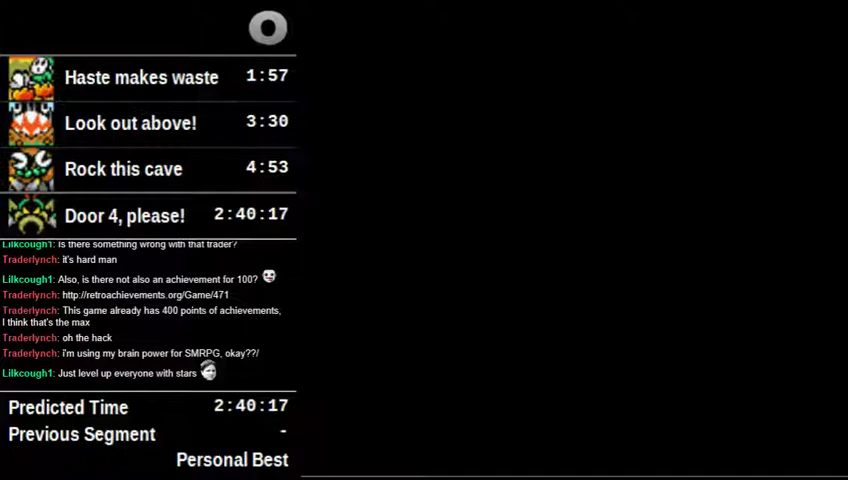 0
Haste makes waste 1:57
Look out above! 3:30
Rock this cave 4:53
Door 4, please! 2:40:17
Lilkcough1: Is there something wrong with that trader?
Traderlynch: it's hard man
Lilkcough1: Also, is there not also an achievement for 100?
Traderlynch: http://retroachievements.org/Game/471
Traderlynch: This game already has 400 points of achievements,
I think that's the max
Traderlynch: oh the hack
Traderlynch: i'm using my brain power for SMRPG, okay??/
Lilkcough1: Just level up everyone with stars
Predicted Time 2:40:17
Previous Segment -
Personal Best